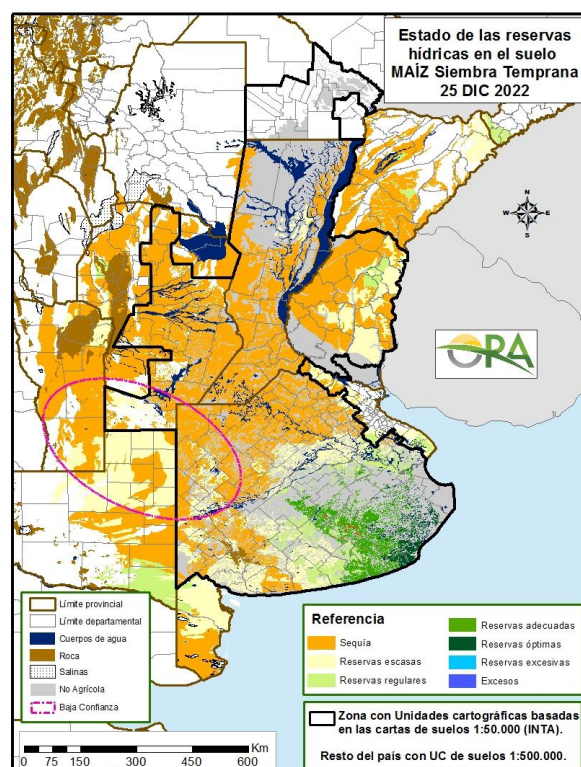 Estado de las reservas
hídricas en el suelo
MAÍZ Siembra Temprana
25 DIC 2022
N
W E
S
ORA
Límite provincial
Límite departamental
Cuerpos de agua
Roca
Salinas
No Agrícola
Baja Confianza
Referencia
Sequía
Reservas escasas
Reservas regulares
Reservas adecuadas
Reservas óptimas
Reservas excesivas
Excesos
Zona con Unidades cartográficas basadas
en las cartas de suelos 1:50.000 (INTA).
Resto del país con UC de suelos 1:500.000.
Km
0 75 150 300 450 600